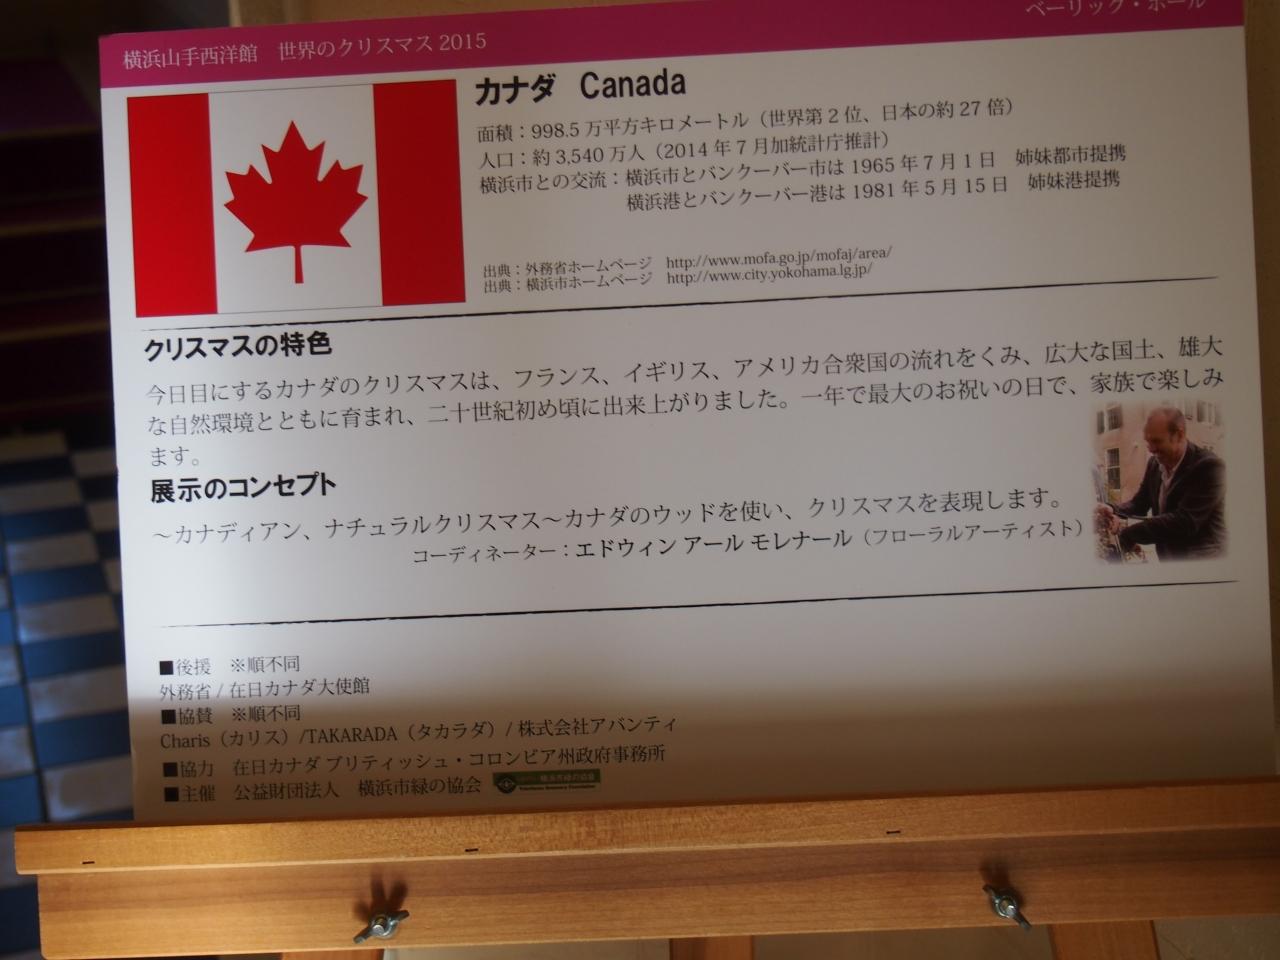 ベーリック・ホール
横浜山手西洋館　世界のクリスマス 2015
カナダ　Canada
面積：998.5 万平方キロメートル（世界第 2 位、日本の約 27 倍）
人口：約 3,540 万人（2014 年 7 月加統計庁推計）
横浜市との交流：横浜市とバンクーバー市は 1965 年 7 月 1 日　姉妹都市提携
横浜港とバンクーバー港は 1981 年 5 月 15 日　姉妹港提携
出典：外務省ホームページ　http://www.mofa.go.jp/mofaj/area/
出典：横浜市ホームページ　http://www.city.yokohama.lg.jp/
クリスマスの特色
今日目にするカナダのクリスマスは、フランス、イギリス、アメリカ合衆国の流れをくみ、広大な国土、雄大
な自然環境とともに育まれ、二十世紀初め頃に出来上がりました。一年で最大のお祝いの日で、家族で楽しみ
ます。
展示のコンセプト
～カナディアン、ナチュラルクリスマス～カナダのウッドを使い、クリスマスを表現します。
コーディネーター：エドウィン アール モレナール（フローラルアーティスト）
■後援　※順不同
外務省 / 在日カナダ大使館
■協賛　※順不同
Charis（カリス）/TAKARADA（タカラダ）/ 株式会社アバンティ
■協力　在日カナダ ブリティッシュ・コロンビア州政府事務所
■主催　公益財団法人　横浜市緑の協会
横浜市緑の協会